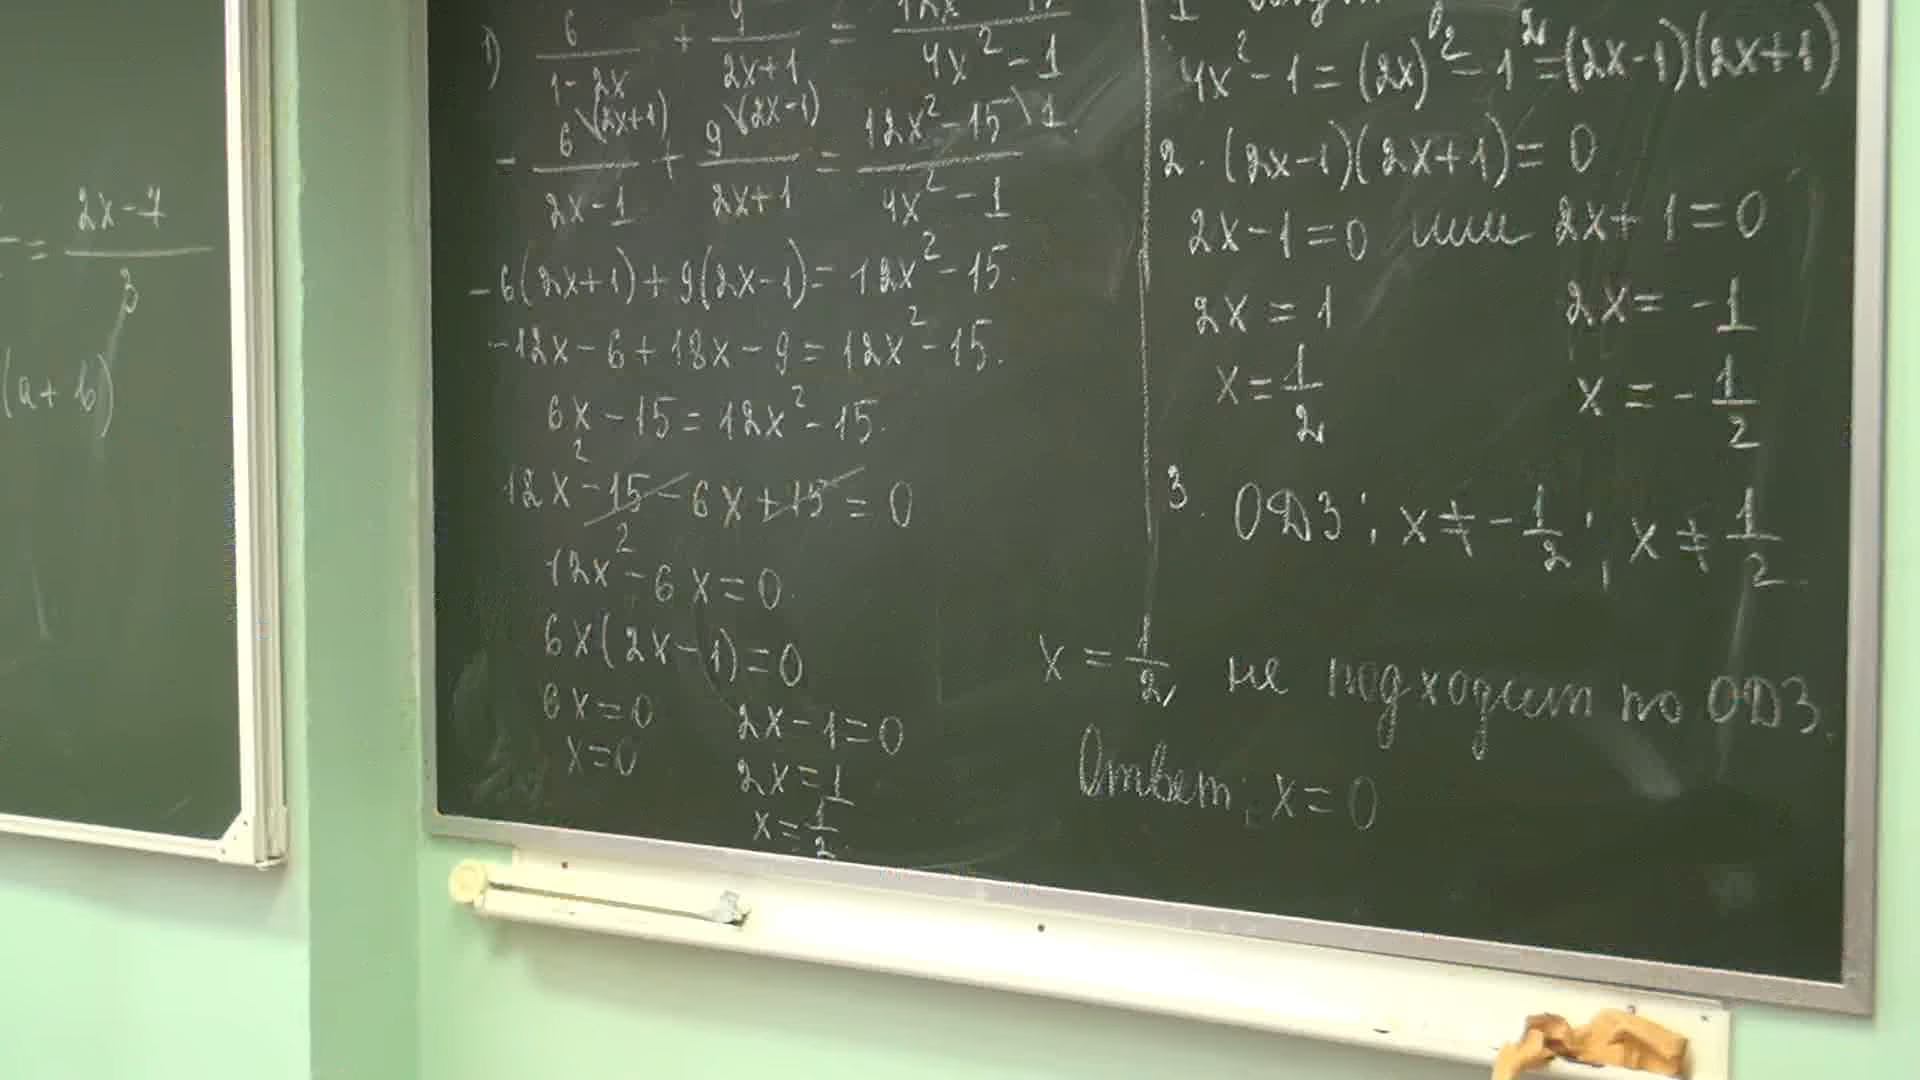 = 2x-7/3
(a+b)
1) 6/(1-2x) + 9/(2x+1) = /(4x²-1)
- 6\(2x+1)/(2x-1) + 9\(2x-1)/(2x+1) = 12x²-15\1/(4x²-1)
-6(2x+1)+9(2x-1)=12x²-15.
-12x-6+18x-9=12x²-15.
6x-15=12x²-15.
12x²-15-6x+15=0
12x²-6x=0.
6x(2x-1)=0
6x=0 2x-1=0
x=0 2x=1
x=1/2
4x²-1=(2x)²-1²=(2x-1)(2x+1)
2. (2x-1)(2x+1)=0
2x-1=0 или 2x+1=0
2x=1 2x=-1
x=1/2 x=-1/2
3. ОДЗ: x≠-1/2; x≠1/2
x=1/2 не подходит по ОДЗ.
Ответ: x=0